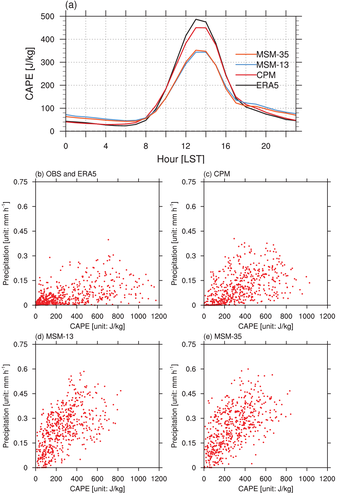 (a)
500
400
300
200
100
0
CAPE [J/kg]
MSM-35
MSM-13
CPM
ERA5
0 4 8 12 16 20
Hour [LST]
(b) OBS and ERA5
0.75
0.6
0.45
0.3
0.15
0
Precipitation [unit: mm h⁻¹]
0 200 400 600 800 1000 1200
CAPE [unit: J/kg]
(c) CPM
0.75
0.6
0.45
0.3
0.15
0
Precipitation [unit: mm h⁻¹]
0 200 400 600 800 1000 1200
CAPE [unit: J/kg]
(d) MSM-13
0.75
0.6
0.45
0.3
0.15
0
Precipitation [unit: mm h⁻¹]
0 200 400 600 800 1000 1200
CAPE [unit: J/kg]
(e) MSM-35
0.75
0.6
0.45
0.3
0.15
0
Precipitation [unit: mm h⁻¹]
0 200 400 600 800 1000 1200
CAPE [unit: J/kg]